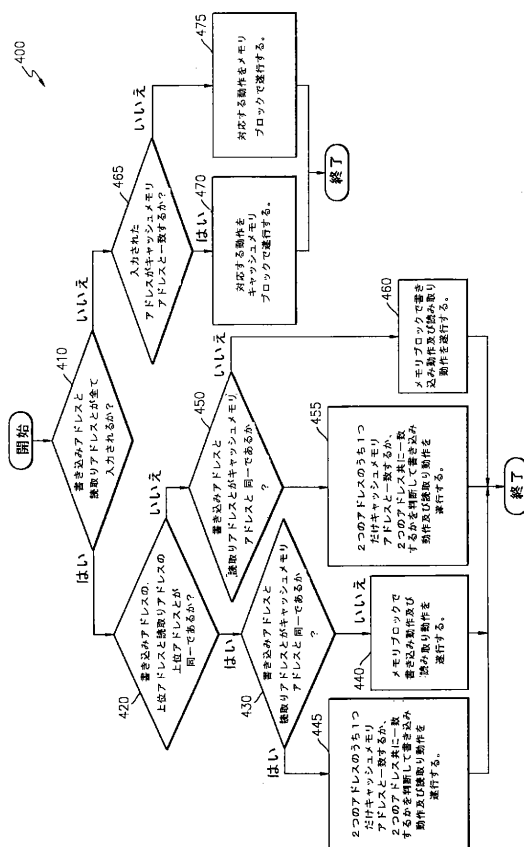 400
開始
410
書き込みアドレスと
読取りアドレスとが全て
入力されるか?
はい
いいえ
420
書き込みアドレスの、
上位アドレスと読取りアドレスの
上位アドレスとが
同一であるか?
はい
いいえ
465
入力された
アドレスがキャッシュメモリ
アドレスと一致するか?
はい
いいえ
430
書き込みアドレスと
読取りアドレスとがキャッシュメモリ
アドレスと 同一であるか
?
はい
いいえ
450
書き込みアドレスと
読取りアドレスとがキャッシュメモリ
アドレスと 同一であるか
?
いいえ
470
対応する動作を
キャッシュメモリ
ブロックで遂行する。
475
対応する動作をメモリ
ブロックで遂行する。
終了
445
2つのアドレスのうち1つ
だけキャッシュメモリ
アドレスと一致するか、
2つのアドレス共に一致
するかを判断して書き込み
動作及び読取り動作を
遂行する。
440
メモリブロックで
書き込み動作及び
読み取り動作を
遂行する。
455
2つのアドレスのうち1つ
だけキャッシュメモリ
アドレスと一致するか、
2つのアドレス共に一致
するかを判断して書き込み
動作及び読取り動作を
遂行する。
460
メモリブロックで書き
込み動作及び読み取り
動作を遂行する。
終了